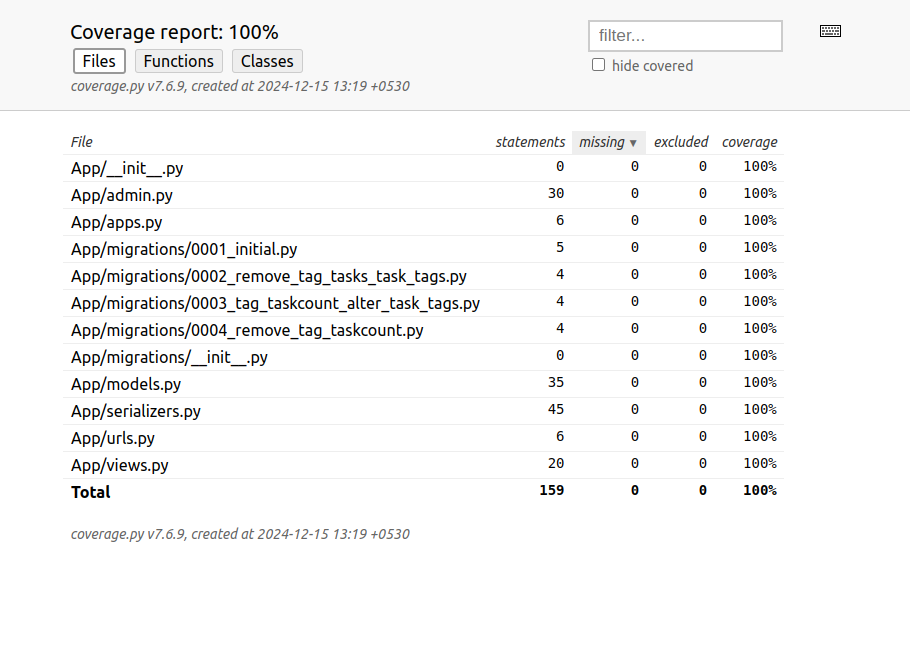 Coverage report: 100%
filter...
Files Functions Classes
hide covered
coverage.py v7.6.9, created at 2024-12-15 13:19 +0530
File statements missing ▼ excluded coverage
App/__init__.py 0 0 0 100%
App/admin.py 30 0 0 100%
App/apps.py 6 0 0 100%
App/migrations/0001_initial.py 5 0 0 100%
App/migrations/0002_remove_tag_tasks_task_tags.py 4 0 0 100%
App/migrations/0003_tag_taskcount_alter_task_tags.py 4 0 0 100%
App/migrations/0004_remove_tag_taskcount.py 4 0 0 100%
App/migrations/__init__.py 0 0 0 100%
App/models.py 35 0 0 100%
App/serializers.py 45 0 0 100%
App/urls.py 6 0 0 100%
App/views.py 20 0 0 100%
Total 159 0 0 100%
coverage.py v7.6.9, created at 2024-12-15 13:19 +0530